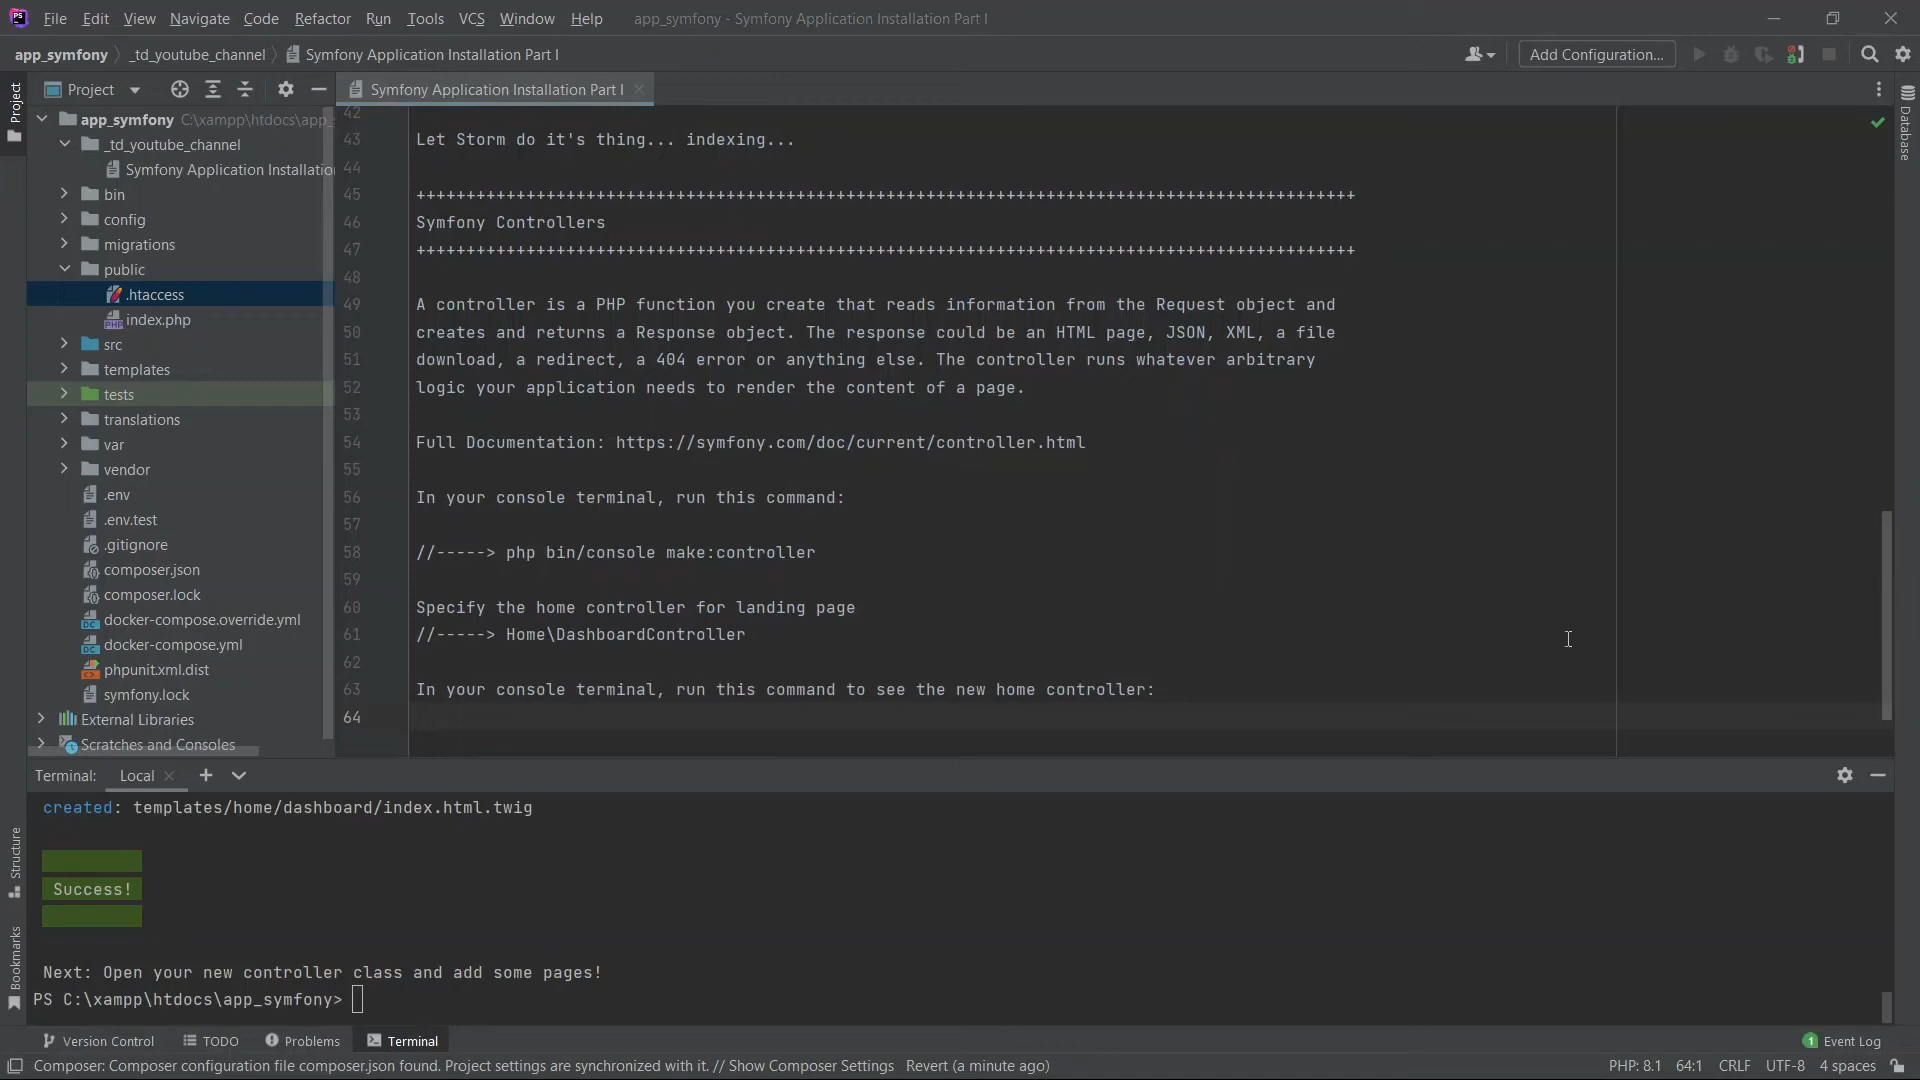 File Edit View Navigate Code Refactor Run Tools VCS Window Help app_symfony - Symfony Application Installation Part I
app_symfony _td_youtube_channel Symfony Application Installation Part I
Add Configuration...
Project
Project
Symfony Application Installation Part I
app_symfony C:\xampp\htdocs\app_
_td_youtube_channel
Symfony Application Installatio
bin
config
migrations
public
.htaccess
index.php
src
templates
tests
translations
var
vendor
.env
.env.test
.gitignore
composer.json
composer.lock
docker-compose.override.yml
docker-compose.yml
phpunit.xml.dist
symfony.lock
External Libraries
Scratches and Consoles
42
43 Let Storm do it's thing... indexing...
44
45 ++++++++++++++++++++++++++++++++++++++++++++++++++++++++++++++++++++++++++++++++++++++++++++++
46 Symfony Controllers
47 ++++++++++++++++++++++++++++++++++++++++++++++++++++++++++++++++++++++++++++++++++++++++++++++
48
49 A controller is a PHP function you create that reads information from the Request object and
50 creates and returns a Response object. The response could be an HTML page, JSON, XML, a file
51 download, a redirect, a 404 error or anything else. The controller runs whatever arbitrary
52 logic your application needs to render the content of a page.
53
54 Full Documentation: https://symfony.com/doc/current/controller.html
55
56 In your console terminal, run this command:
57
58 //-----> php bin/console make:controller
59
60 Specify the home controller for landing page
61 //-----> Home\DashboardController
62
63 In your console terminal, run this command to see the new home controller:
64
Database
Structure
Bookmarks
Terminal: Local
created: templates/home/dashboard/index.html.twig
Success!
Next: Open your new controller class and add some pages!
PS C:\xampp\htdocs\app_symfony>
Version Control TODO Problems Terminal
1 Event Log
Composer: Composer configuration file composer.json found. Project settings are synchronized with it. // Show Composer Settings Revert (a minute ago)
PHP: 8.1 64:1 CRLF UTF-8 4 spaces